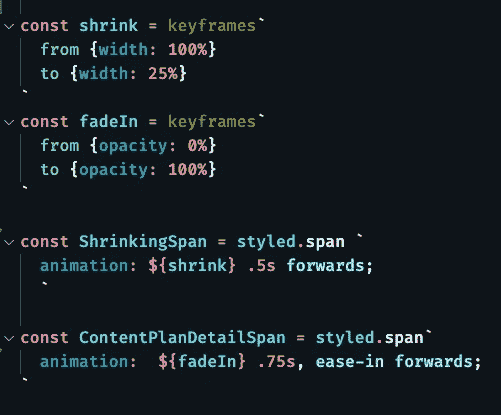 const shrink = keyframes`
from {width: 100%}
to {width: 25%}
`
const fadeIn = keyframes`
from {opacity: 0%}
to {opacity: 100%}
`
const ShrinkingSpan = styled.span `
animation: ${shrink} .5s forwards;
`
const ContentPlanDetailSpan = styled.span`
animation:  ${fadeIn} .75s, ease-in forwards;
`